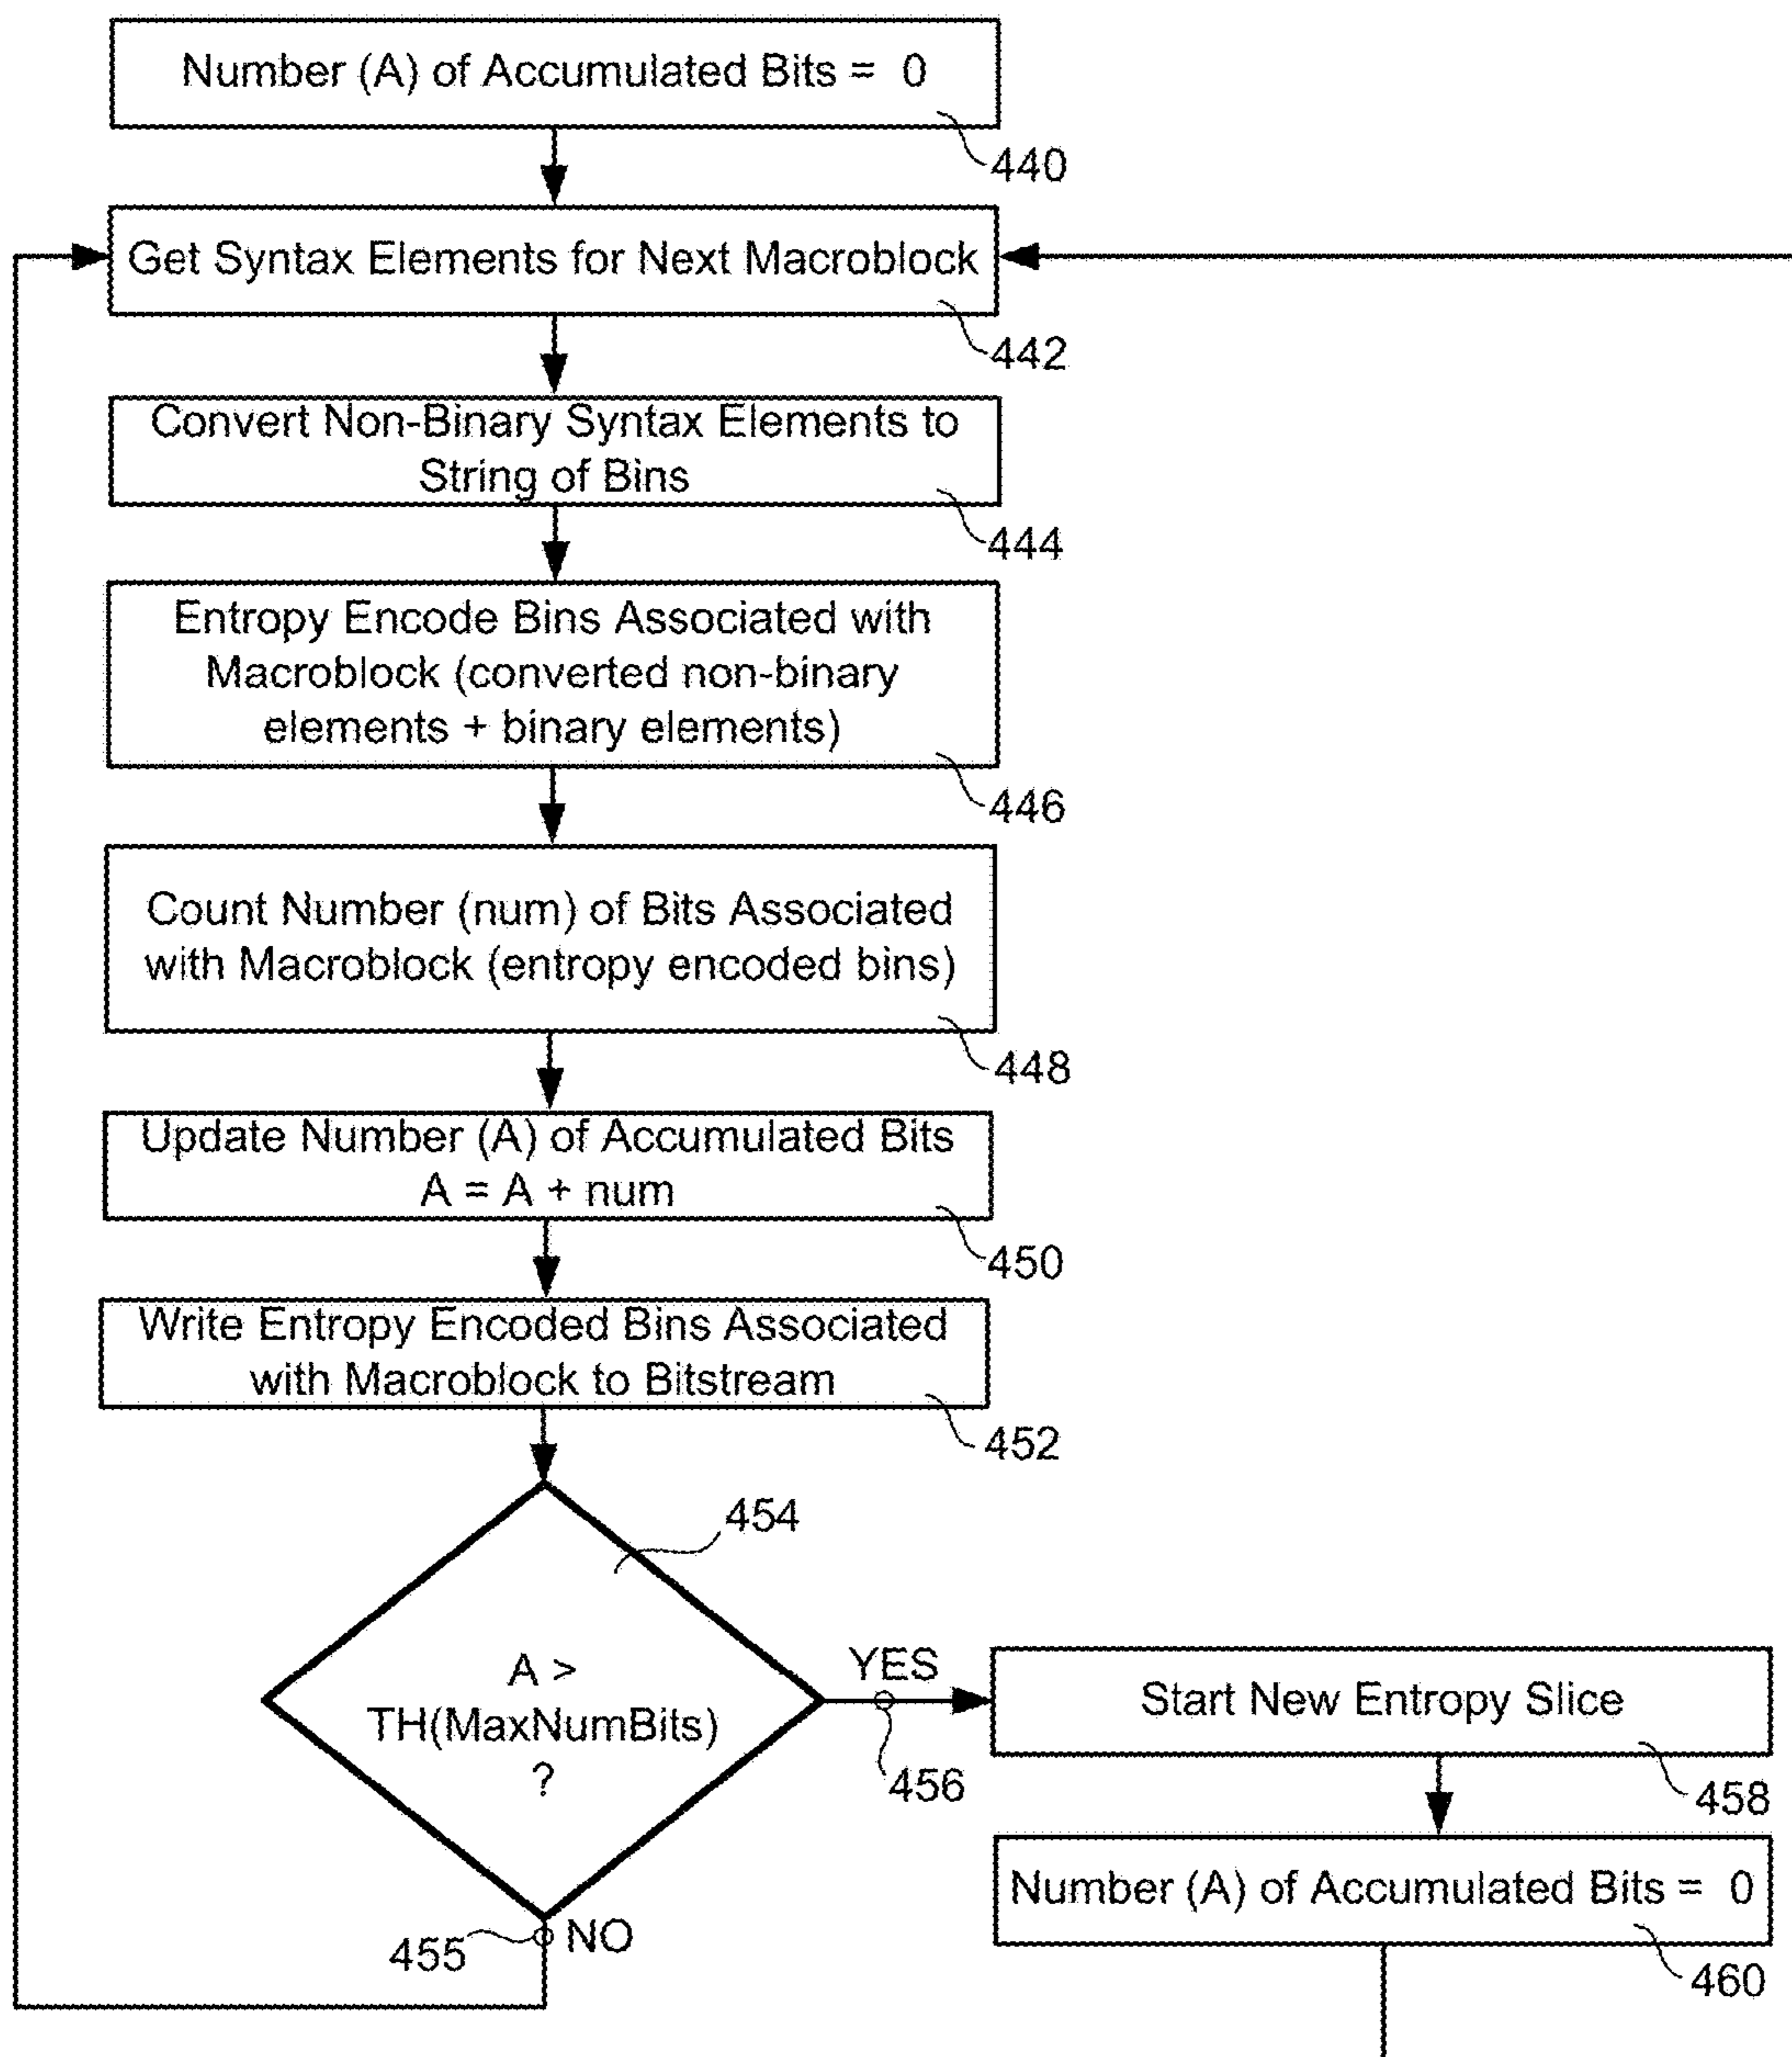 Number (A) of Accumulated Bits = 0
440
Get Syntax Elements for Next Macroblock
442
Convert Non-Binary Syntax Elements to
String of Bins
444
Entropy Encode Bins Associated with
Macroblock (converted non-binary
elements + binary elements)
446
Count Number (num) of Bits Associated
with Macroblock (entropy encoded bins)
448
Update Number (A) of Accumulated Bits
A = A + num
450
Write Entropy Encoded Bins Associated
with Macroblock to Bitstream
452
454
A >
TH(MaxNumBits)
?
YES
456
Start New Entropy Slice
458
Number (A) of Accumulated Bits = 0
460
455
NO